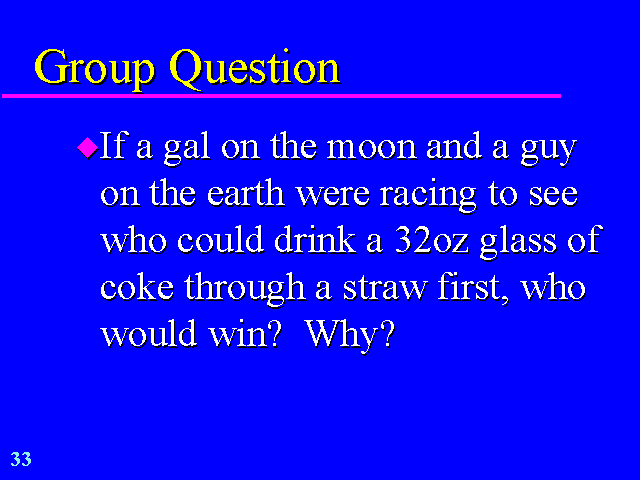 Group Question
If a gal on the moon and a guy
on the earth were racing to see
who could drink a 32oz glass of
coke through a straw first, who
would win?  Why?
33